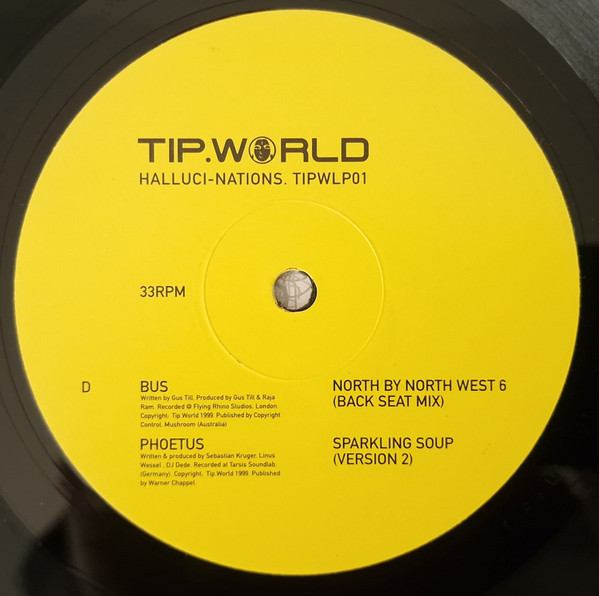 TIP.WORLD
HALLUCI-NATIONS. TIPWLP01
33RPM
D
BUS
Written by Gus Till. Produced by Gus Till & Raja
Ram. Recorded @ Flying Rhino Studios. London.
Copyright: Tip World 1999. Published by Copyright
Control. Mushroom (Australia)
NORTH BY NORTH WEST 6
(BACK SEAT MIX)
PHOETUS
Written & produced by Sebastian Kruger. Linus
Wessel . DJ Dede. Recorded at Tarsis Soundlab.
(Germany). Copyright. Tip.World 1999. Published
by Warner Chappel.
SPARKLING SOUP
(VERSION 2)